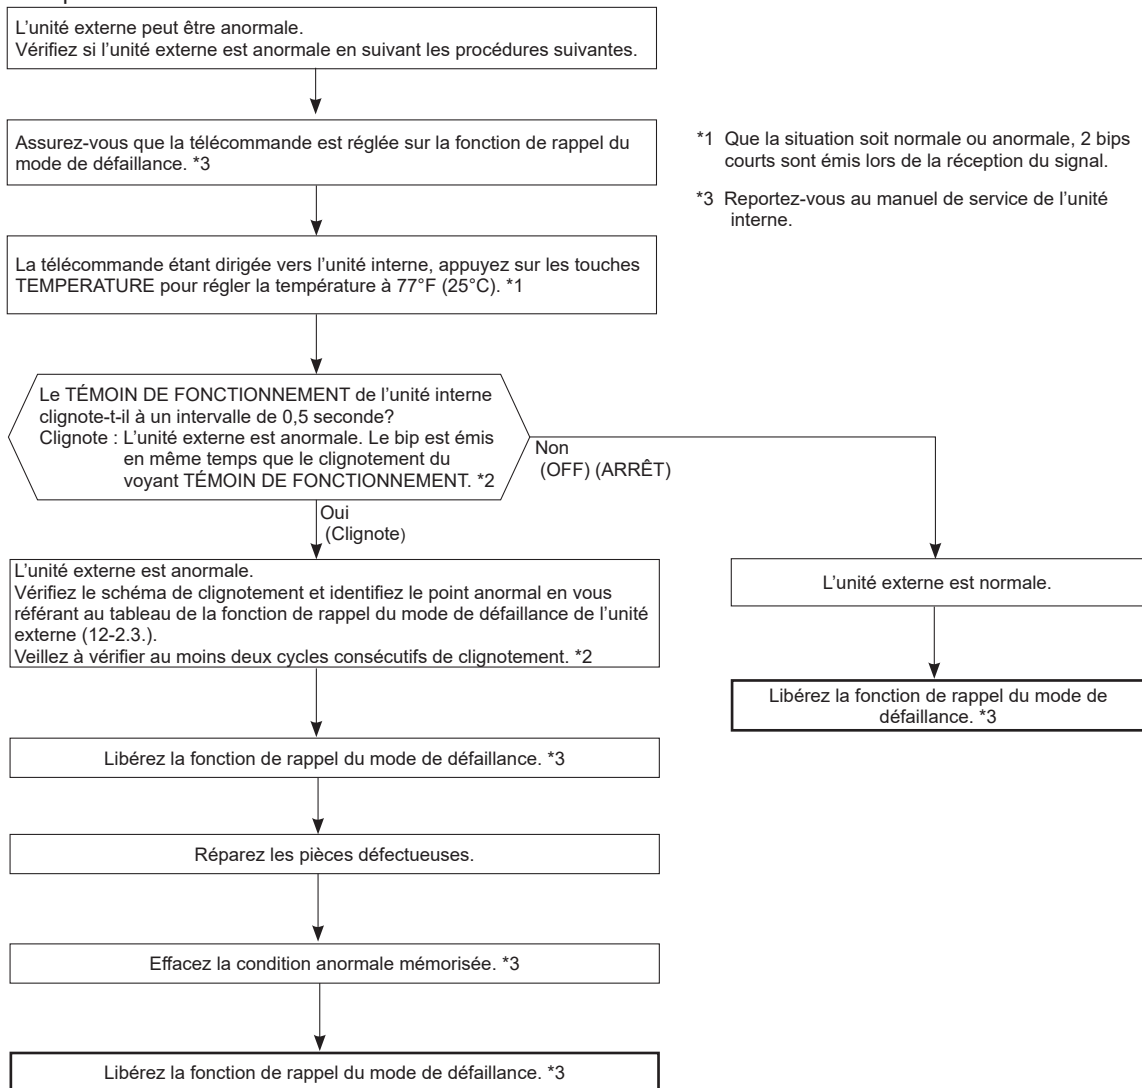 L’unité externe peut être anormale.
Vérifiez si l’unité externe est anormale en suivant les procédures suivantes.
Assurez-vous que la télécommande est réglée sur la fonction de rappel du
mode de défaillance. *3
*1 Que la situation soit normale ou anormale, 2 bips
courts sont émis lors de la réception du signal.
*3 Reportez-vous au manuel de service de l’unité
interne.
La télécommande étant dirigée vers l’unité interne, appuyez sur les touches
TEMPERATURE pour régler la température à 77°F (25°C). *1
Le TÉMOIN DE FONCTIONNEMENT de l’unité interne
clignote-t-il à un intervalle de 0,5 seconde?
Clignote : L’unité externe est anormale. Le bip est émis
en même temps que le clignotement du
voyant TÉMOIN DE FONCTIONNEMENT. *2
Non
(OFF) (ARRÊT)
Oui
(Clignote)
L’unité externe est anormale.
Vérifiez le schéma de clignotement et identifiez le point anormal en vous
référant au tableau de la fonction de rappel du mode de défaillance de l’unité
externe (12-2.3.).
Veillez à vérifier au moins deux cycles consécutifs de clignotement. *2
L’unité externe est normale.
Libérez la fonction de rappel du mode de
défaillance. *3
Libérez la fonction de rappel du mode de défaillance. *3
Réparez les pièces défectueuses.
Effacez la condition anormale mémorisée. *3
Libérez la fonction de rappel du mode de défaillance. *3